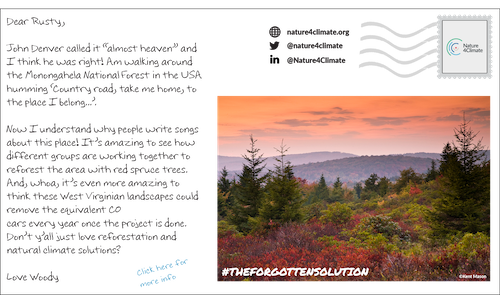 Dear Rusty,
John Denver called it "almost heaven" and
I think he was right! Am walking around
the Monongahela National Forest in the USA
humming 'Country road, take me home, to
the place I belong...'.
Now I understand why people write songs
about this place! It's amazing to see how
different groups are working together to
reforest the area with red spruce trees.
And, whoa, it's even more amazing to
think these West Virginian landscapes could
remove the equivalent CO
cars every year once the project is done.
Don't y'all just love reforestation and
natural climate solutions?
Love Woody
Click here for
more info
nature4climate.org
@nature4climate
@Nature4Climate
Nature
4Climate
#THEFORGOTTENSOLUTION
©Kent Mason